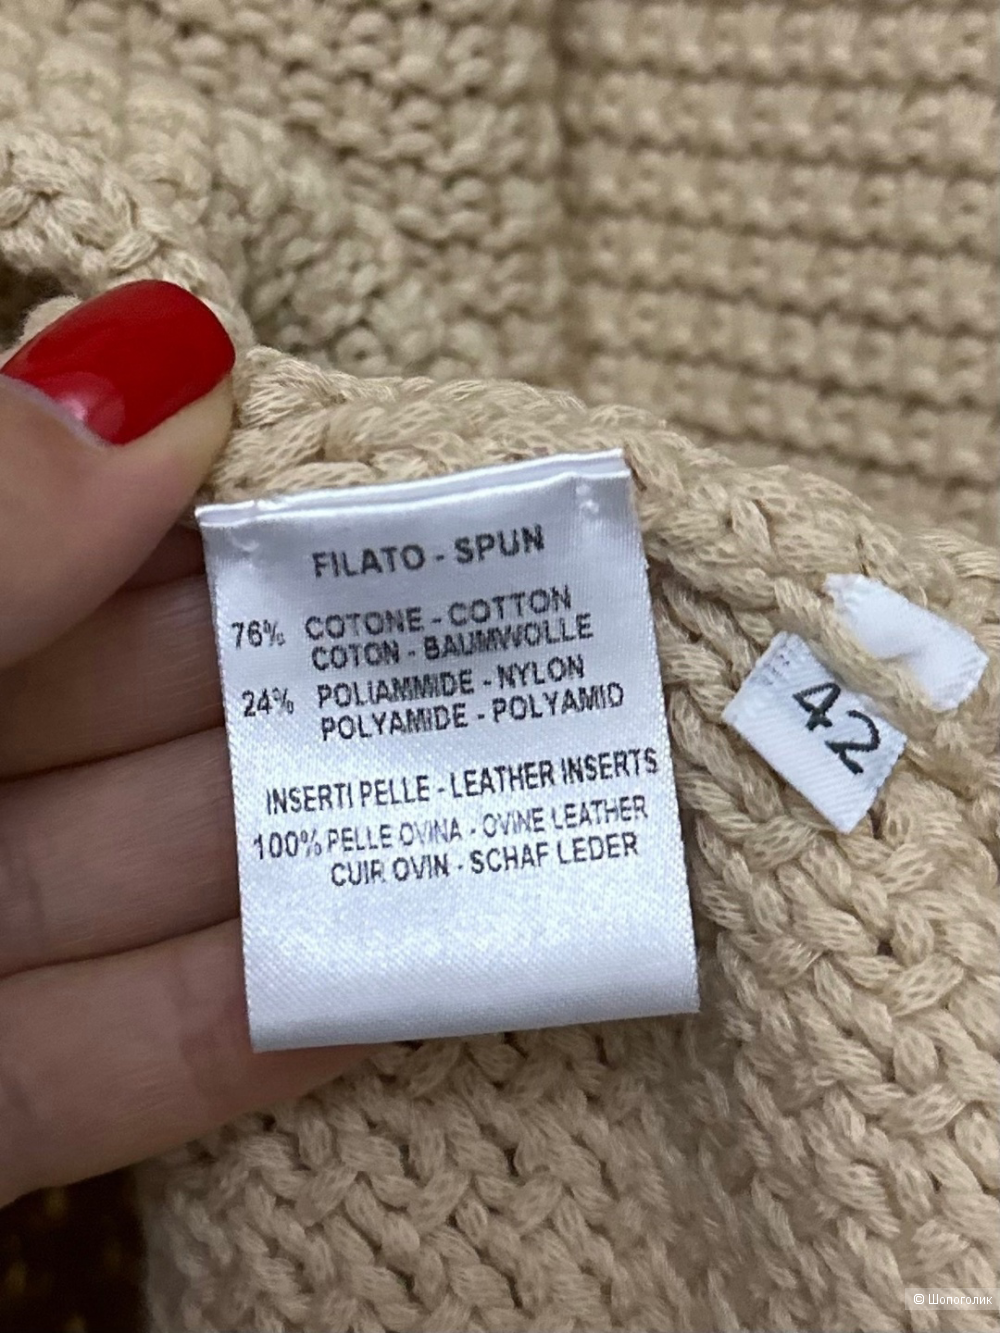 FILATO - SPUN
76% COTONE - COTTON
COTON - BAUMWOLLE
24% POLIAMMIDE - NYLON
POLYAMIDE - POLYAMID
INSERTI PELLE - LEATHER INSERTS
100% PELLE OVINA - OVINE LEATHER
CUIR OVIN - SCHAF LEDER
42
© Шопоголик